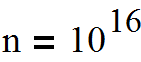 n = 10^16